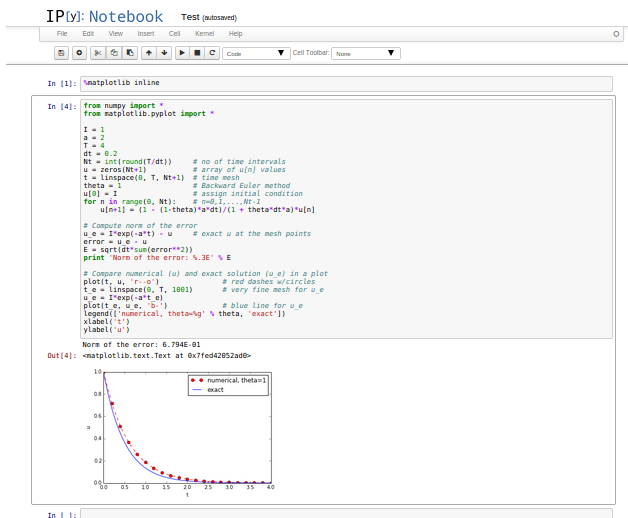 IP[y]: Notebook Test (autosaved)
File Edit View Insert Cell Kernel Help
Code Cell Toolbar: None
In [1]: %matplotlib inline
In [4]: from numpy import *
from matplotlib.pyplot import *
I = 1
a = 2
T = 4
dt = 0.2
Nt = int(round(T/dt)) # no of time intervals
u = zeros(Nt+1) # array of u[n] values
t = linspace(0, T, Nt+1) # time mesh
theta = 1 # Backward Euler method
u[0] = I # assign initial condition
for n in range(0, Nt): # n=0,1,...,Nt-1
u[n+1] = (1 - (1-theta)*a*dt)/(1 + theta*dt*a)*u[n]
# Compute norm of the error
u_e = I*exp(-a*t) - u # exact u at the mesh points
error = u_e - u
E = sqrt(dt*sum(error**2))
print 'Norm of the error: %.3E' % E
# Compare numerical (u) and exact solution (u_e) in a plot
plot(t, u, 'r--o') # red dashes w/circles
t_e = linspace(0, T, 1001) # very fine mesh for u_e
u_e = I*exp(-a*t_e)
plot(t_e, u_e, 'b-') # blue line for u_e
legend(['numerical, theta=%g' % theta, 'exact'])
xlabel('t')
ylabel('u')
Norm of the error: 6.794E-01
Out[4]: <matplotlib.text.Text at 0x7fed42052ad0>
1.0
numerical, theta=1
exact
0.8
0.6
u
0.4
0.2
0.0
0.0 0.5 1.0 1.5 2.0 2.5 3.0 3.5 4.0
t
In [ ]: